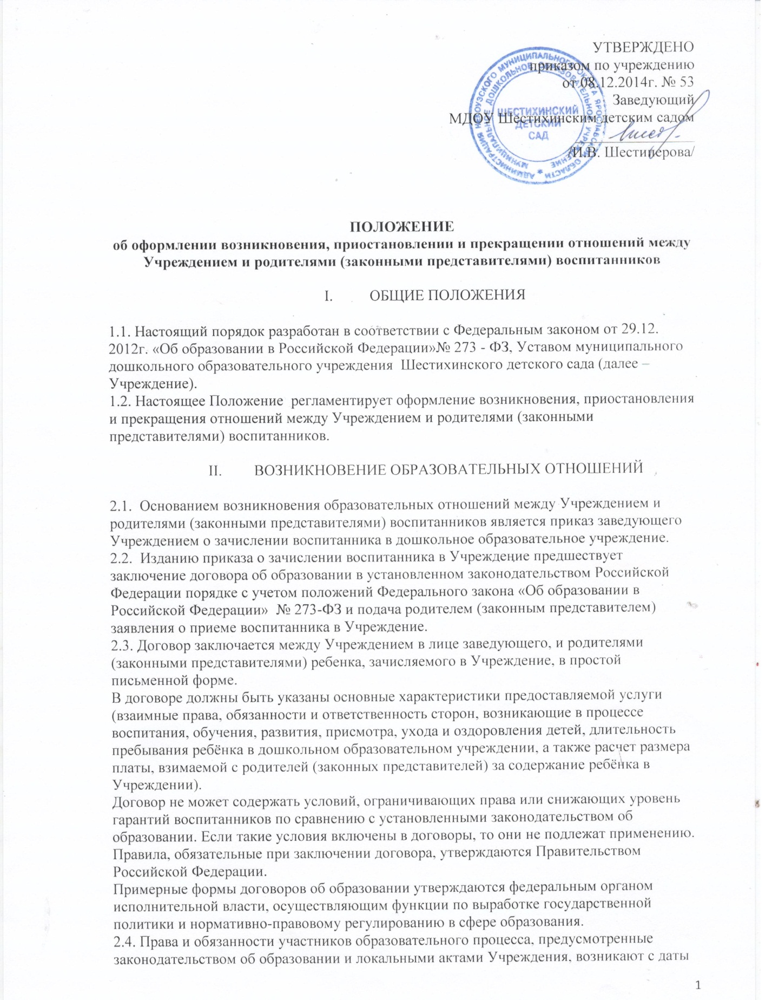 УТВЕРЖДЕНО
приказом по учреждению
от 08.12.2014г. № 53
Заведующий
МДОУ Шестихинским детским садом
/И.В. Шестиперова/
АДМИНИСТРАЦИЯ НЕКОУЗСКОГО МУНИЦИПАЛЬНОГО ОКРУГА ЯРОСЛАВСКОЙ ОБЛАСТИ
МУНИЦИПАЛЬНОЕ ДОШКОЛЬНОЕ ОБРАЗОВАТЕЛЬНОЕ УЧРЕЖДЕНИЕ
ШЕСТИХИНСКИЙ
ДЕТСКИЙ
САД
ПОЛОЖЕНИЕ
об оформлении возникновения, приостановлении и прекращении отношений между
Учреждением и родителями (законными представителями) воспитанников
I. ОБЩИЕ ПОЛОЖЕНИЯ
1.1. Настоящий порядок разработан в соответствии с Федеральным законом от 29.12.
2012г. «Об образовании в Российской Федерации»№ 273 - ФЗ, Уставом муниципального
дошкольного образовательного учреждения Шестихинского детского сада (далее –
Учреждение).
1.2. Настоящее Положение регламентирует оформление возникновения, приостановления
и прекращения отношений между Учреждением и родителями (законными
представителями) воспитанников.
II. ВОЗНИКНОВЕНИЕ ОБРАЗОВАТЕЛЬНЫХ ОТНОШЕНИЙ
2.1. Основанием возникновения образовательных отношений между Учреждением и
родителями (законными представителями) воспитанников является приказ заведующего
Учреждением о зачислении воспитанника в дошкольное образовательное учреждение.
2.2. Изданию приказа о зачислении воспитанника в Учреждение предшествует
заключение договора об образовании в установленном законодательством Российской
Федерации порядке с учетом положений Федерального закона «Об образовании в
Российской Федерации» № 273-ФЗ и подача родителем (законным представителем)
заявления о приеме воспитанника в Учреждение.
2.3. Договор заключается между Учреждением в лице заведующего, и родителями
(законными представителями) ребенка, зачисляемого в Учреждение, в простой
письменной форме.
В договоре должны быть указаны основные характеристики предоставляемой услуги
(взаимные права, обязанности и ответственность сторон, возникающие в процессе
воспитания, обучения, развития, присмотра, ухода и оздоровления детей, длительность
пребывания ребёнка в дошкольном образовательном учреждении, а также расчет размера
платы, взимаемой с родителей (законных представителей) за содержание ребёнка в
Учреждении).
Договор не может содержать условий, ограничивающих права или снижающих уровень
гарантий воспитанников по сравнению с установленными законодательством об
образовании. Если такие условия включены в договоры, то они не подлежат применению.
Правила, обязательные при заключении договора, утверждаются Правительством
Российской Федерации.
Примерные формы договоров об образовании утверждаются федеральным органом
исполнительной власти, осуществляющим функции по выработке государственной
политики и нормативно-правовому регулированию в сфере образования.
2.4. Права и обязанности участников образовательного процесса, предусмотренные
законодательством об образовании и локальными актами Учреждения, возникают с даты
1